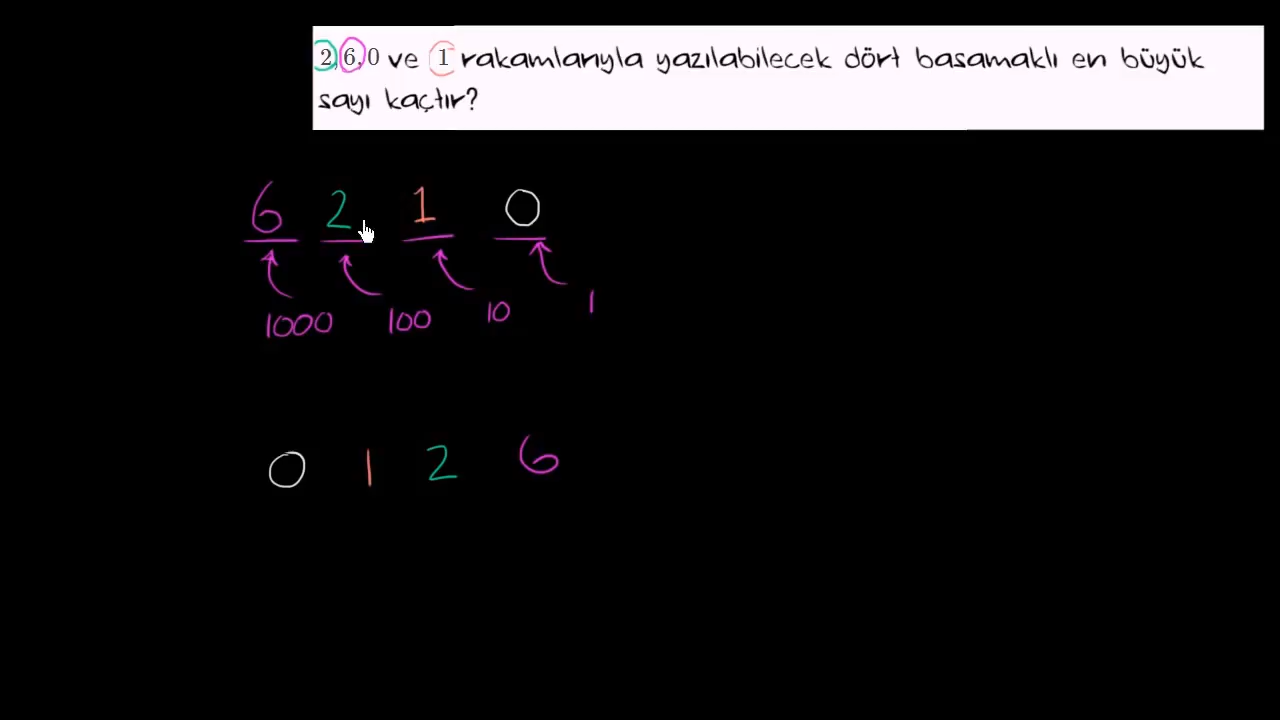 2,6,0 ve 1 rakamlarıyla yazılabilecek dört basamaklı en büyük
sayı kaçtır?
6 2 1 0
1000 100 10 1
0 1 2 6